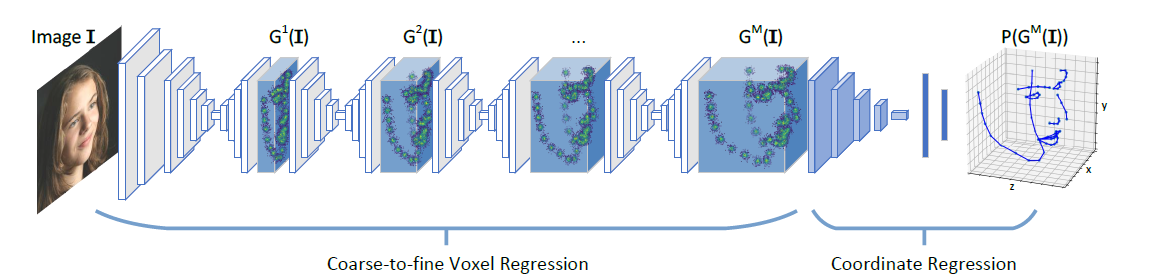 Image I
G¹(I)
G²(I)
...
Gᴹ(I)
P(Gᴹ(I))
y
x
z
Coarse-to-fine Voxel Regression
Coordinate Regression